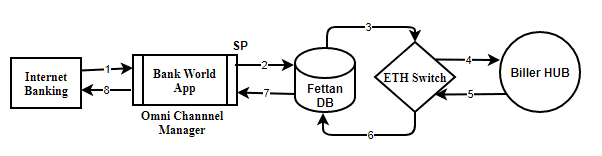 SP
1
2
3
4
5
6
7
8
Internet
Banking
Bank World
App
Omni Channnel
Manager
Fettan
DB
ETH Switch
Biller HUB